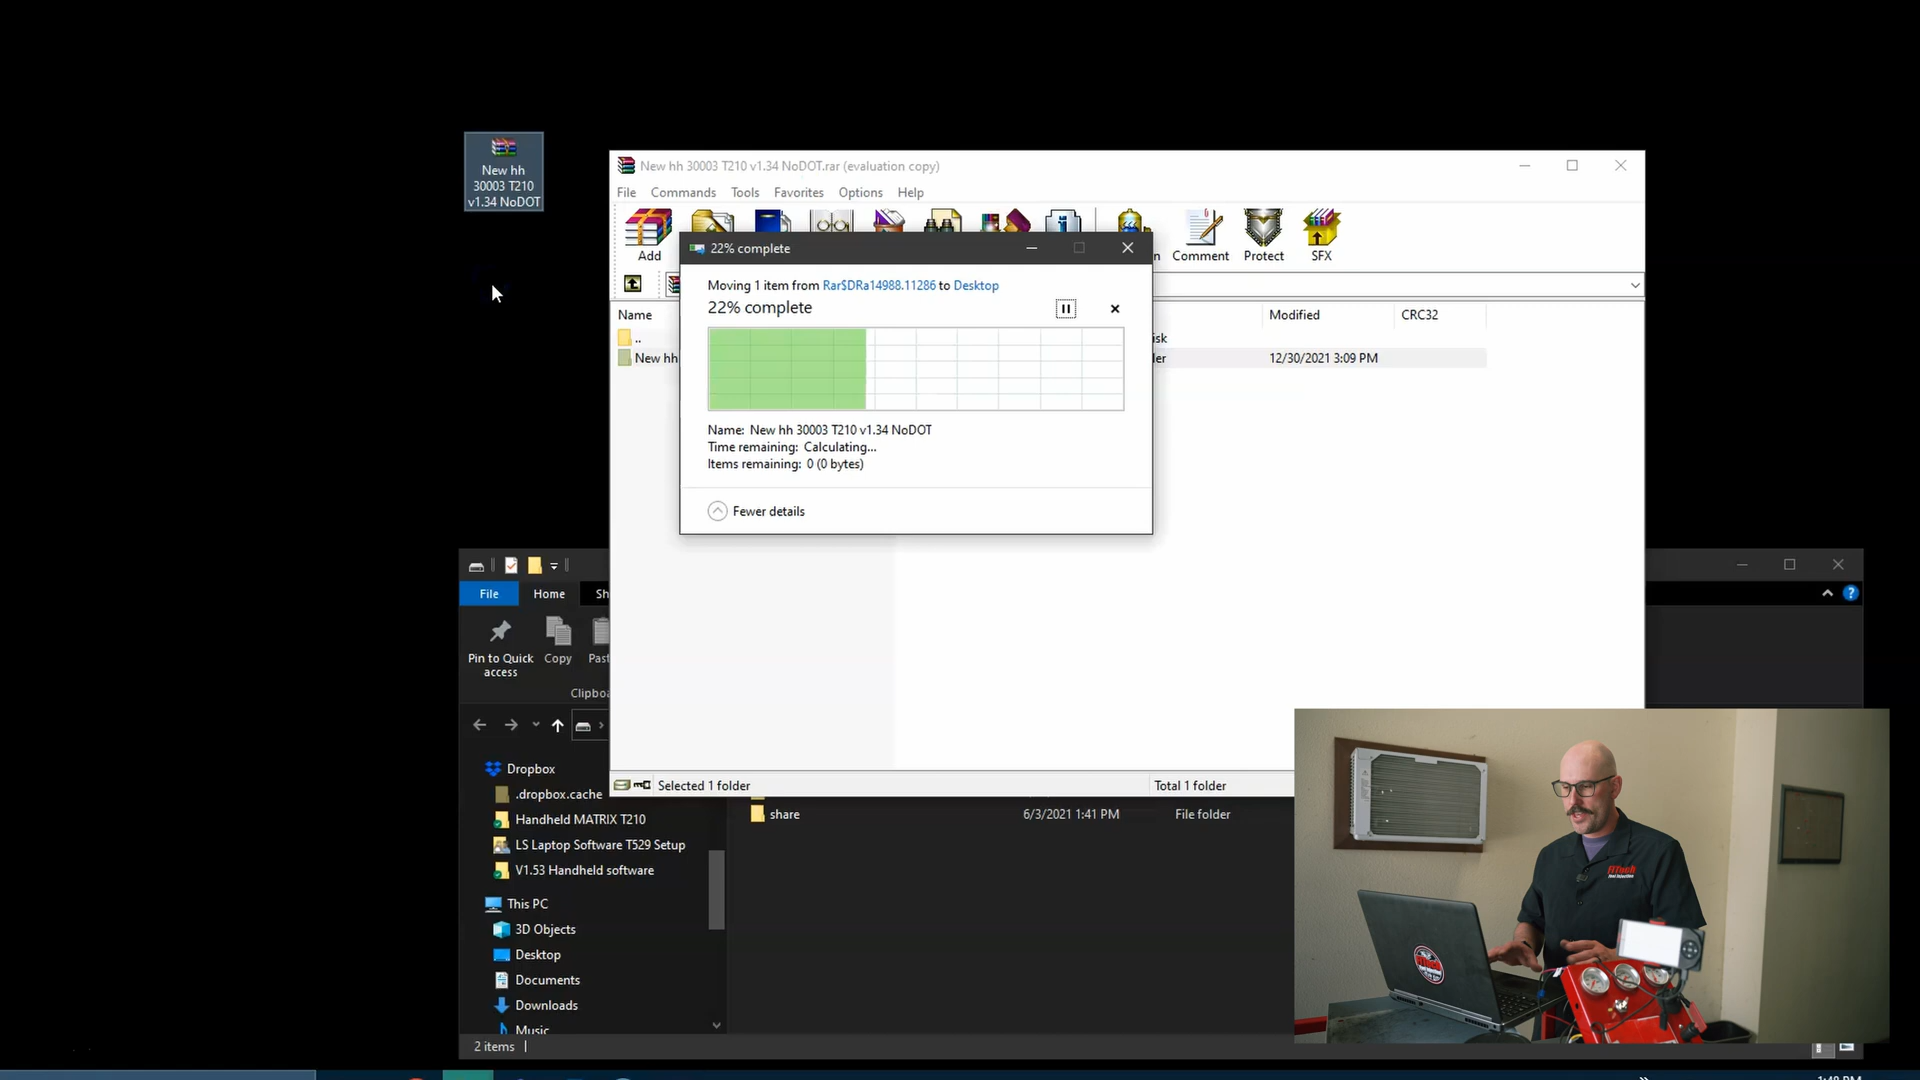 New hh
30003 T210
v1.34 NoDOT
New hh 30003 T210 v1.34 NoDOT.rar (evaluation copy)
File Commands Tools Favorites Options Help
Add Comment Protect SFX
22% complete
Moving 1 item from Rar$DRa14988.11286 to Desktop
22% complete
Name: New hh 30003 T210 v1.34 NoDOT
Time remaining: Calculating...
Items remaining: 0 (0 bytes)
Fewer details
Name Modified CRC32
..
New hh 12/30/2021 3:09 PM
Selected 1 folder Total 1 folder
File Home Sh
Pin to Quick
access
Copy Past
Clipboa
Dropbox
.dropbox.cache
Handheld MATRIX T210
LS Laptop Software T529 Setup
V1.53 Handheld software
This PC
3D Objects
Desktop
Documents
Downloads
Music
share 6/3/2021 1:41 PM File folder
2 items
FiTech